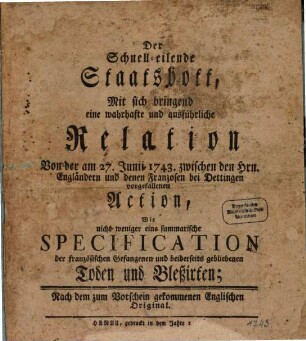 Der
Schnell-eilende
Staatsbott,
Mit sich bringend
eine wahrhafte und ausführliche
Relation
Von der am 27. Junii 1743. zwischen den Hrn.
Engländern und denen Franzosen bei Dettingen
vorgefallenen
Action,
Wie
nicht weniger eine summarische
SPECIFICATION
der französischen Gefangenen und beiderseits gebliebenen
Toden und Bleßirten;
Nach dem zum Vorschein gekommenen Englischen
Original.
HANAU, gedruckt in dem Jahre
1743.